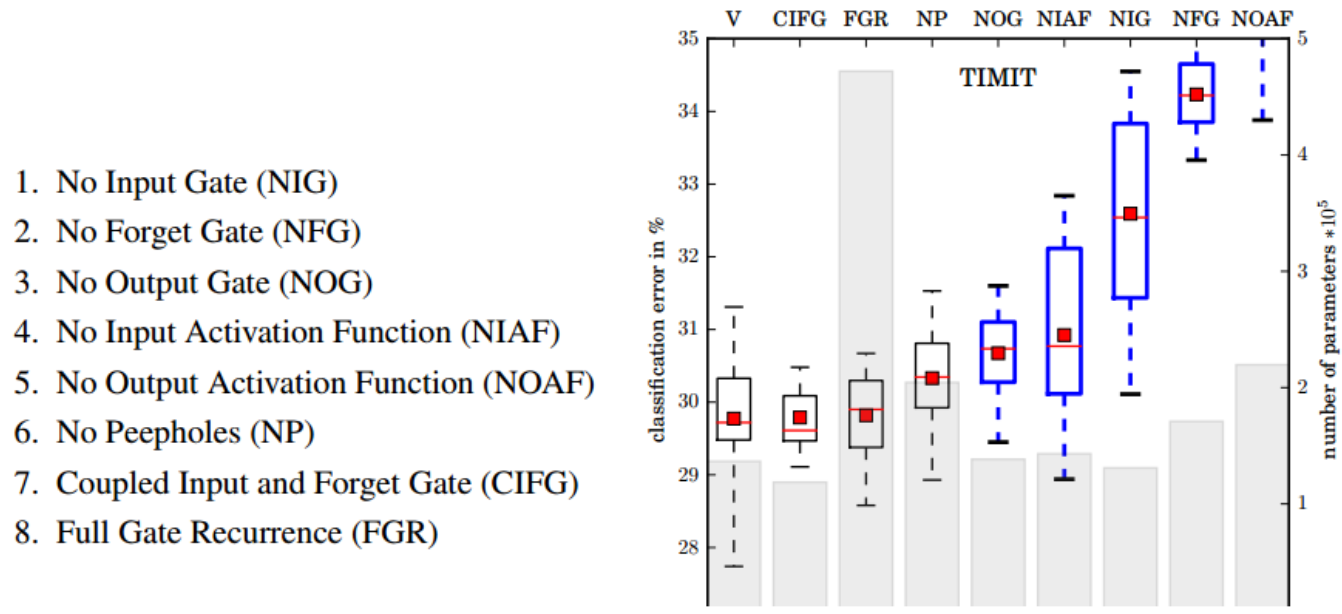 1. No Input Gate (NIG)
2. No Forget Gate (NFG)
3. No Output Gate (NOG)
4. No Input Activation Function (NIAF)
5. No Output Activation Function (NOAF)
6. No Peepholes (NP)
7. Coupled Input and Forget Gate (CIFG)
8. Full Gate Recurrence (FGR)
V CIFG FGR NP NOG NIAF NIG NFG NOAF
TIMIT
classification error in %
35
34
33
32
31
30
29
28
5
4
3
2
1
number of parameters *10^5